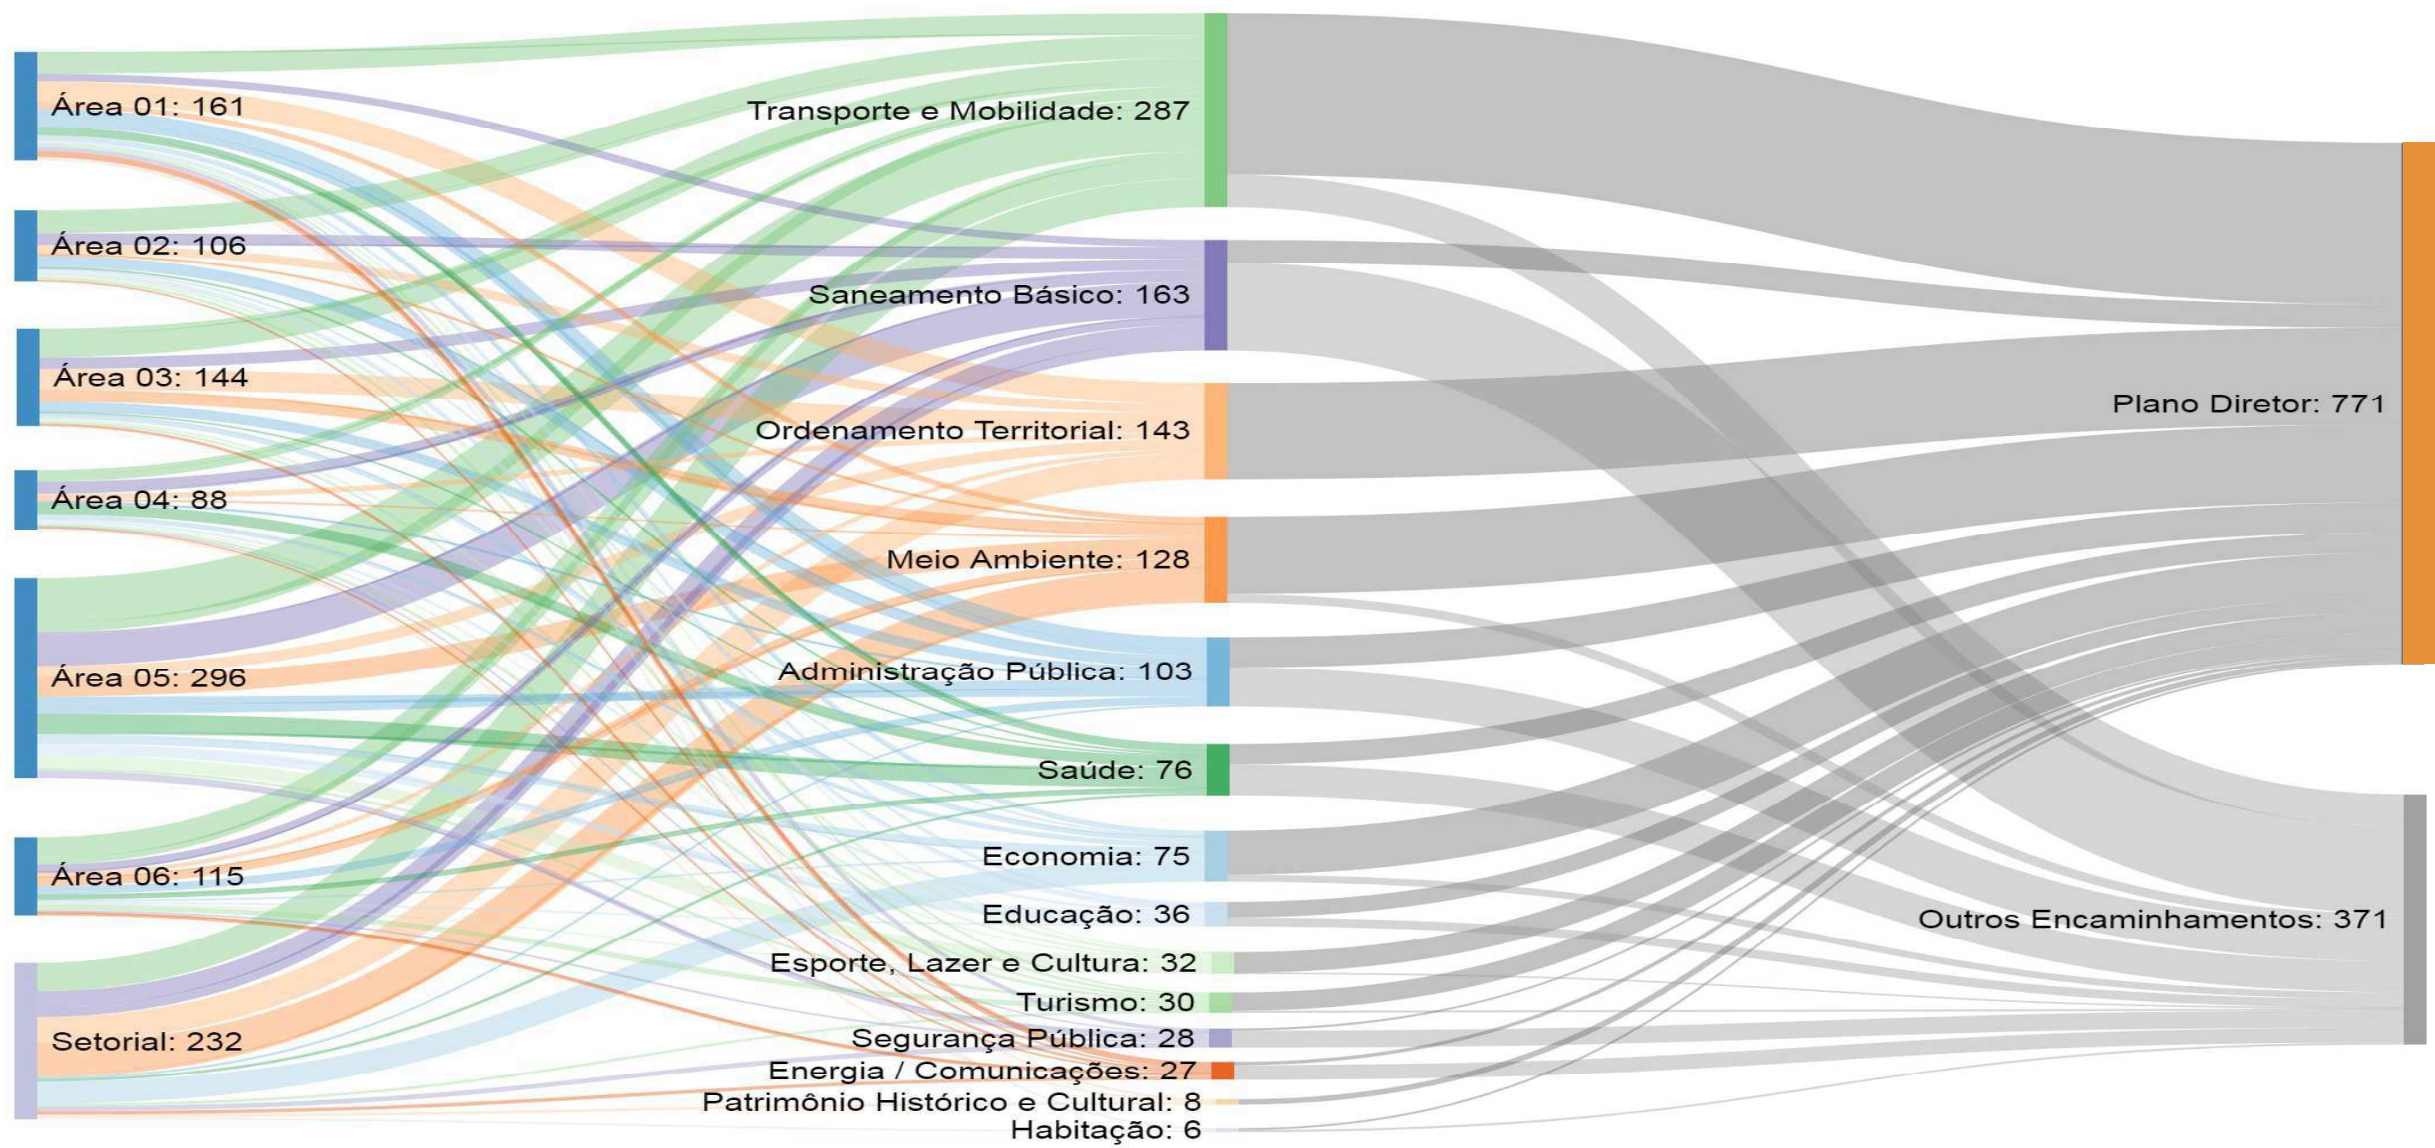 Área 01: 161
Área 02: 106
Área 03: 144
Área 04: 88
Área 05: 296
Área 06: 115
Setorial: 232
Transporte e Mobilidade: 287
Saneamento Básico: 163
Ordenamento Territorial: 143
Meio Ambiente: 128
Administração Pública: 103
Saúde: 76
Economia: 75
Educação: 36
Esporte, Lazer e Cultura: 32
Turismo: 30
Segurança Pública: 28
Energia / Comunicações: 27
Patrimônio Histórico e Cultural: 8
Habitação: 6
Plano Diretor: 771
Outros Encaminhamentos: 371